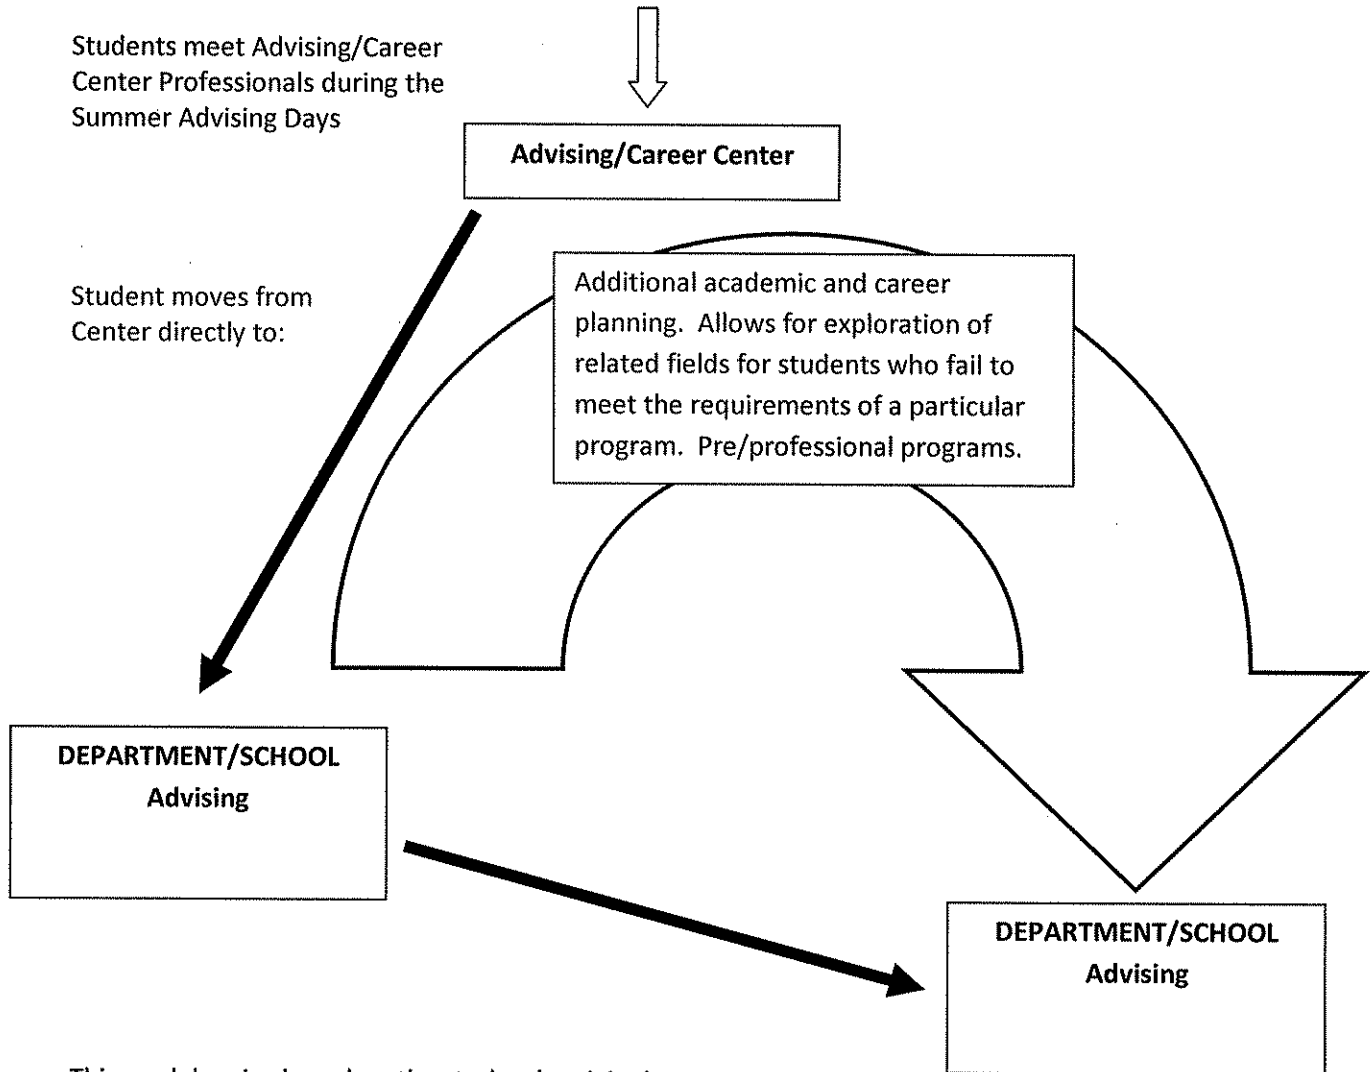 Students meet Advising/Career
Center Professionals during the
Summer Advising Days
Advising/Career Center
Student moves from
Center directly to:
Additional academic and career
planning. Allows for exploration of
related fields for students who fail to
meet the requirements of a particular
program. Pre/professional programs.
DEPARTMENT/SCHOOL
Advising
DEPARTMENT/SCHOOL
Advising